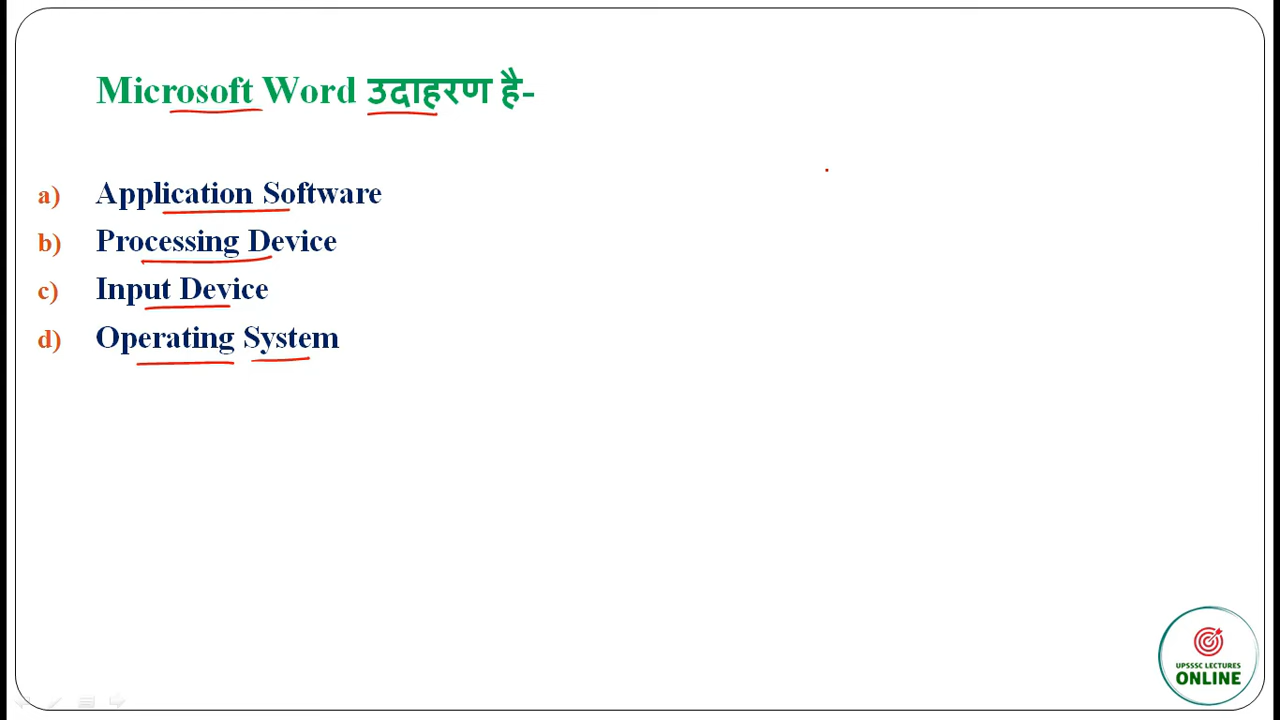 Microsoft Word उदाहरण है-
a) Application Software
b) Processing Device
c) Input Device
d) Operating System
UPSSSC LECTURES
ONLINE